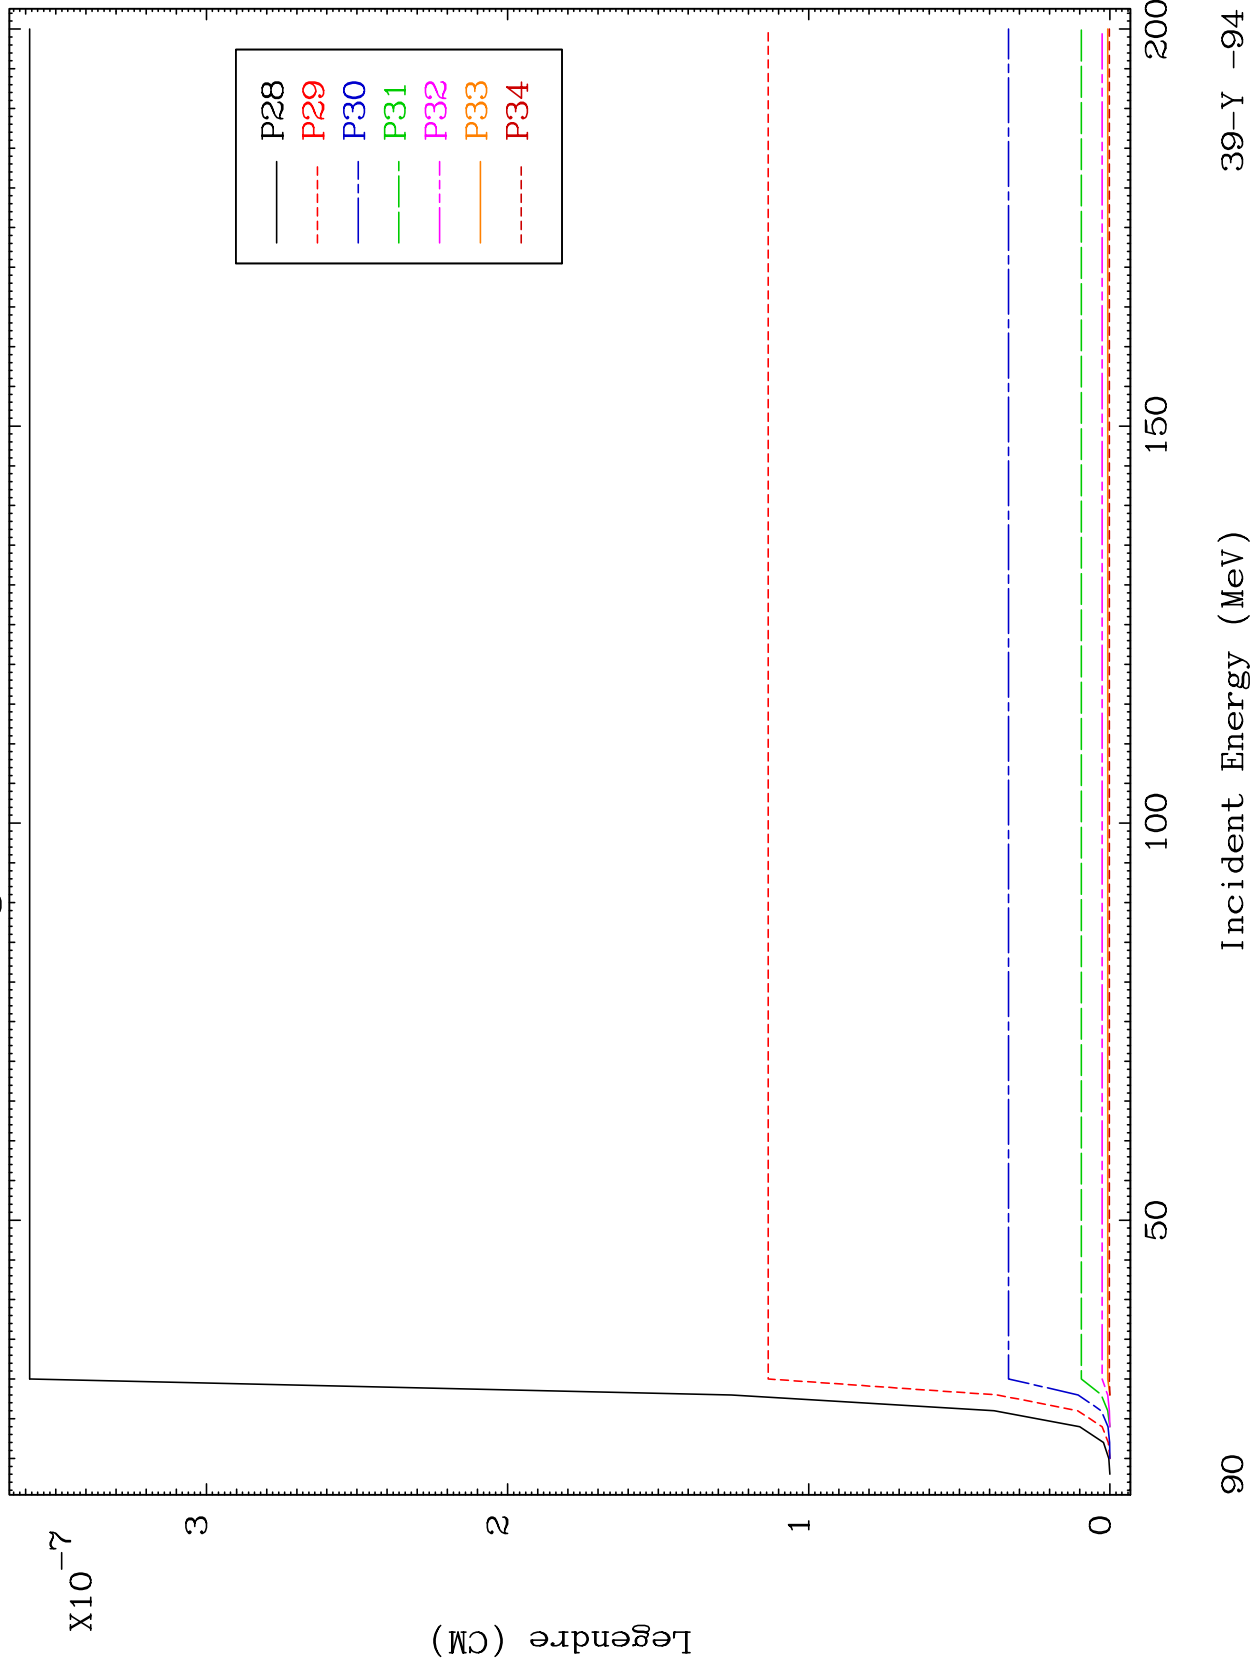 X10-7
Legendre (CM)
3
2
1
0
P28
P29
P30
P31
P32
P33
P34
50
100
150
200
Incident Energy (MeV)
90
39-Y -94